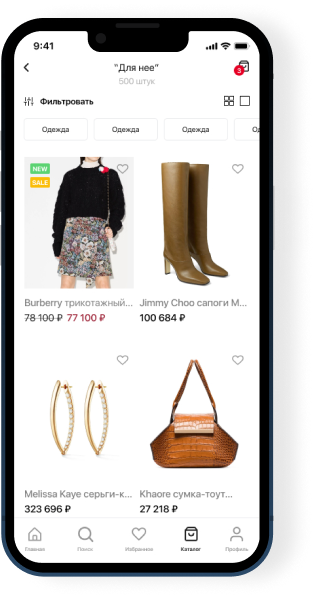 9:41
"Для нее"
500 штук
3
Фильтровать
Одежда Одежда Одежда Од
NEW
SALE
Burberry трикотажный... Jimmy Choo сапоги M...
78 100 ₽ 77 100 ₽ 100 684 ₽
Melissa Kaye серьги-к... Khaore сумка-тоут...
323 696 ₽ 27 218 ₽
Главная Поиск Избранное Каталог Профиль